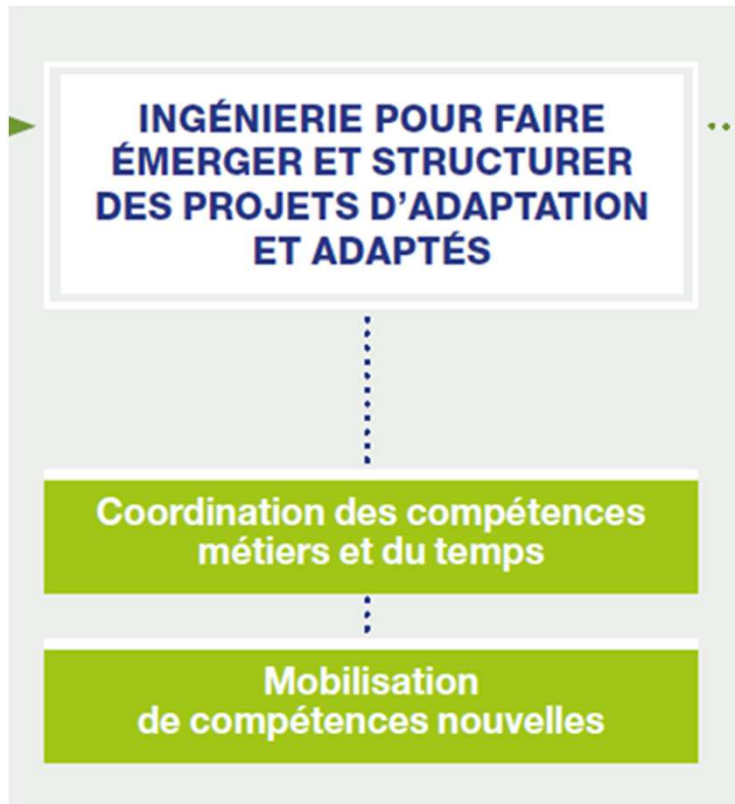 INGÉNIERIE POUR FAIRE
ÉMERGER ET STRUCTURER
DES PROJETS D’ADAPTATION
ET ADAPTÉS
Coordination des compétences
métiers et du temps
Mobilisation
de compétences nouvelles